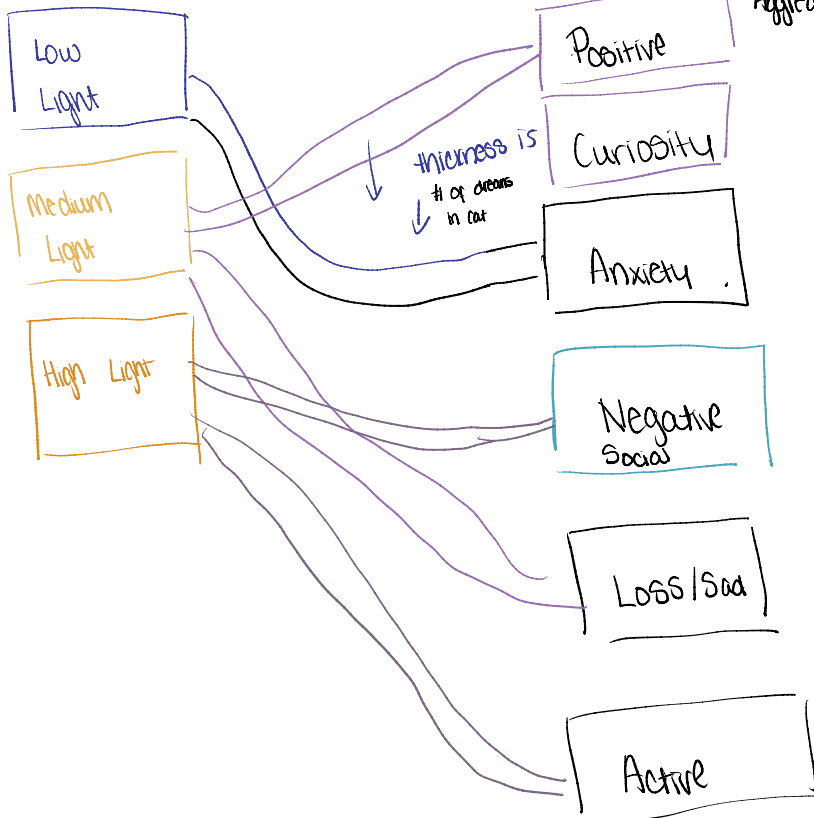 Low
Light
Medium
Light
High Light
thickness is
# of dreams
in cat
Positive
Curiosity
Anxiety
Negative
Social
Loss/Sad
Active